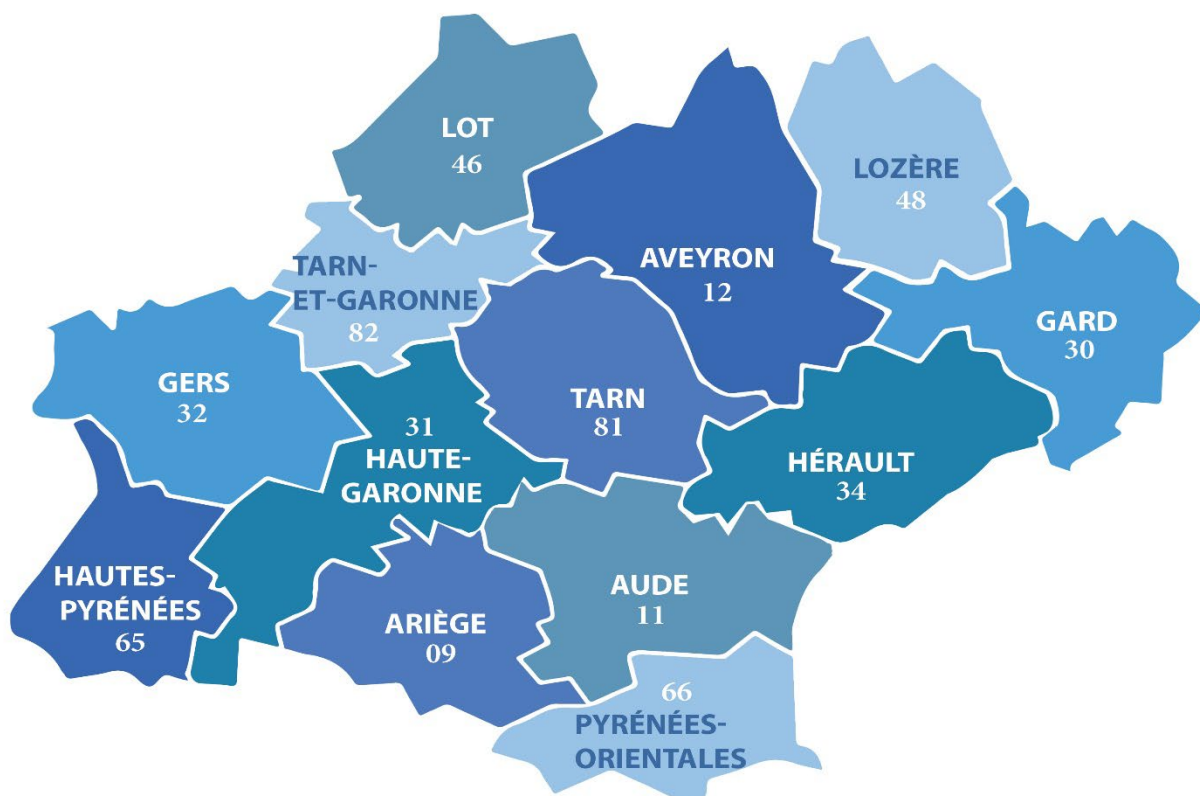 LOT
46
LOZÈRE
48
AVEYRON
12
TARN-
ET-GARONNE
82
GARD
30
GERS
32
TARN
81
31
HAUTE-
GARONNE
HÉRAULT
34
HAUTES-
PYRÉNÉES
65
AUDE
11
ARIÈGE
09
66
PYRÉNÉES-
ORIENTALES